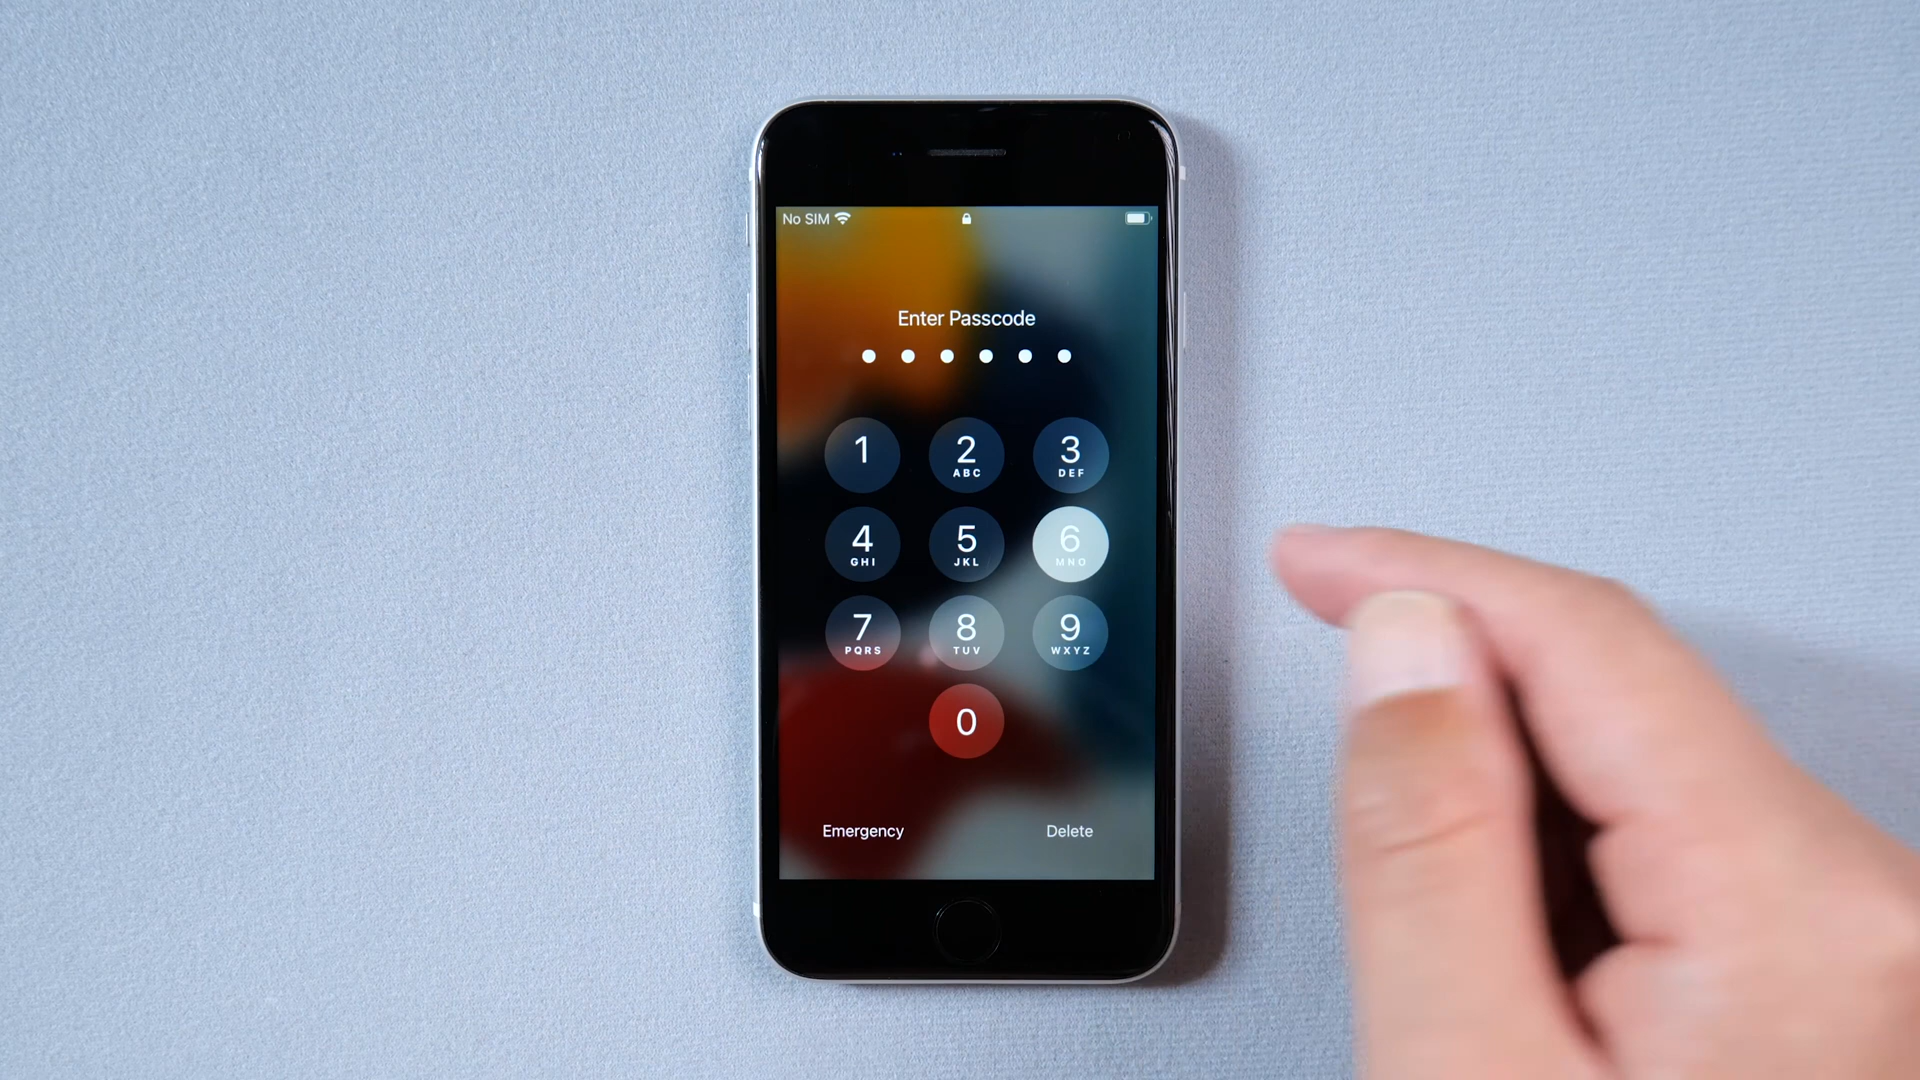 No SIM
Enter Passcode
1 2 3
ABC DEF
4 5 6
GHI JKL MNO
7 8 9
PQRS TUV WXYZ
0
Emergency Delete